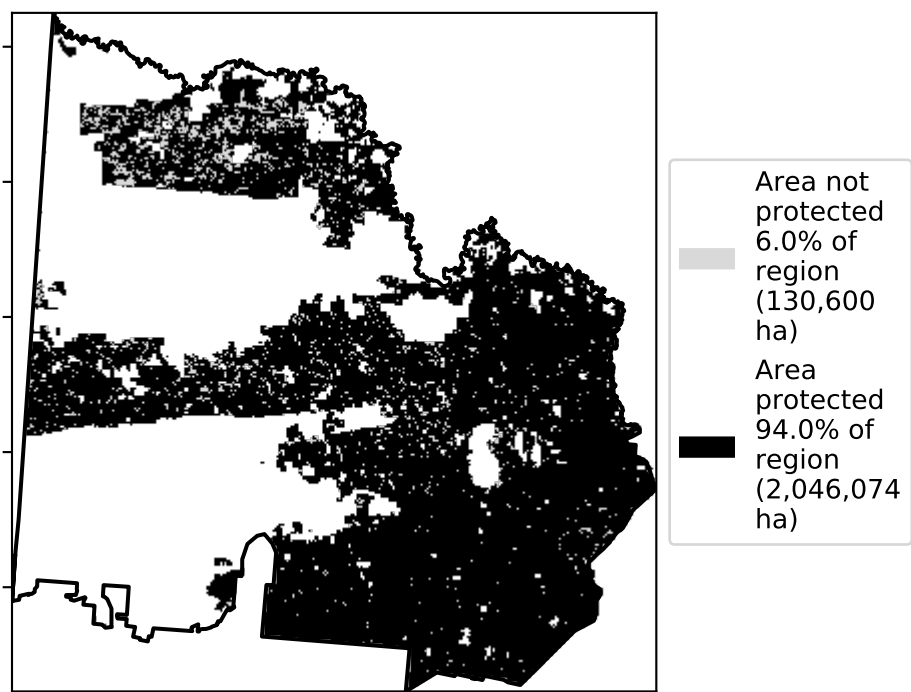 Area not
protected
6.0% of
region
(130,600
ha)
Area
protected
94.0% of
region
(2,046,074
ha)